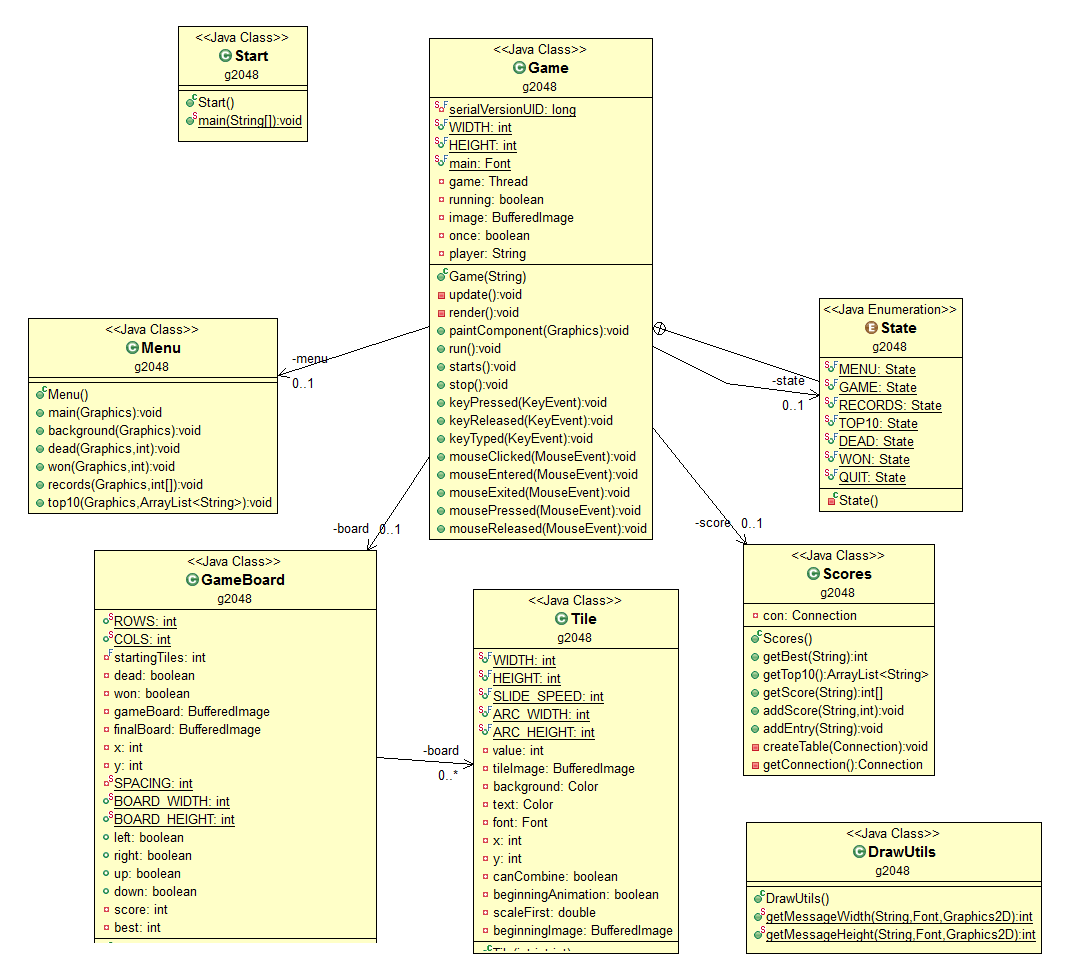 <<Java Class>>
Start
g2048
Start()
main(String[]):void
<<Java Class>>
Game
g2048
serialVersionUID: long
WIDTH: int
HEIGHT: int
main: Font
game: Thread
running: boolean
image: BufferedImage
once: boolean
player: String
Game(String)
update():void
render():void
paintComponent(Graphics):void
run():void
starts():void
stop():void
keyPressed(KeyEvent):void
keyReleased(KeyEvent):void
keyTyped(KeyEvent):void
mouseClicked(MouseEvent):void
mouseEntered(MouseEvent):void
mouseExited(MouseEvent):void
mousePressed(MouseEvent):void
mouseReleased(MouseEvent):void
<<Java Class>>
Menu
g2048
Menu()
main(Graphics):void
background(Graphics):void
dead(Graphics,int):void
won(Graphics,int):void
records(Graphics,int[]):void
top10(Graphics,ArrayList<String>):void
-menu
0..1
<<Java Enumeration>>
State
g2048
MENU: State
GAME: State
RECORDS: State
TOP10: State
DEAD: State
WON: State
QUIT: State
State()
-state
0..1
-board 0..1
-score 0..1
<<Java Class>>
GameBoard
g2048
ROWS: int
COLS: int
startingTiles: int
dead: boolean
won: boolean
gameBoard: BufferedImage
finalBoard: BufferedImage
x: int
y: int
SPACING: int
BOARD_WIDTH: int
BOARD_HEIGHT: int
left: boolean
right: boolean
up: boolean
down: boolean
score: int
best: int
-board
0..*
<<Java Class>>
Tile
g2048
WIDTH: int
HEIGHT: int
SLIDE_SPEED: int
ARC_WIDTH: int
ARC_HEIGHT: int
value: int
tileImage: BufferedImage
background: Color
text: Color
font: Font
x: int
y: int
canCombine: boolean
beginningAnimation: boolean
scaleFirst: double
beginningImage: BufferedImage
<<Java Class>>
Scores
g2048
con: Connection
Scores()
getBest(String):int
getTop10():ArrayList<String>
getScore(String):int[]
addScore(String,int):void
addEntry(String):void
createTable(Connection):void
getConnection():Connection
<<Java Class>>
DrawUtils
g2048
DrawUtils()
getMessageWidth(String,Font,Graphics2D):int
getMessageHeight(String,Font,Graphics2D):int